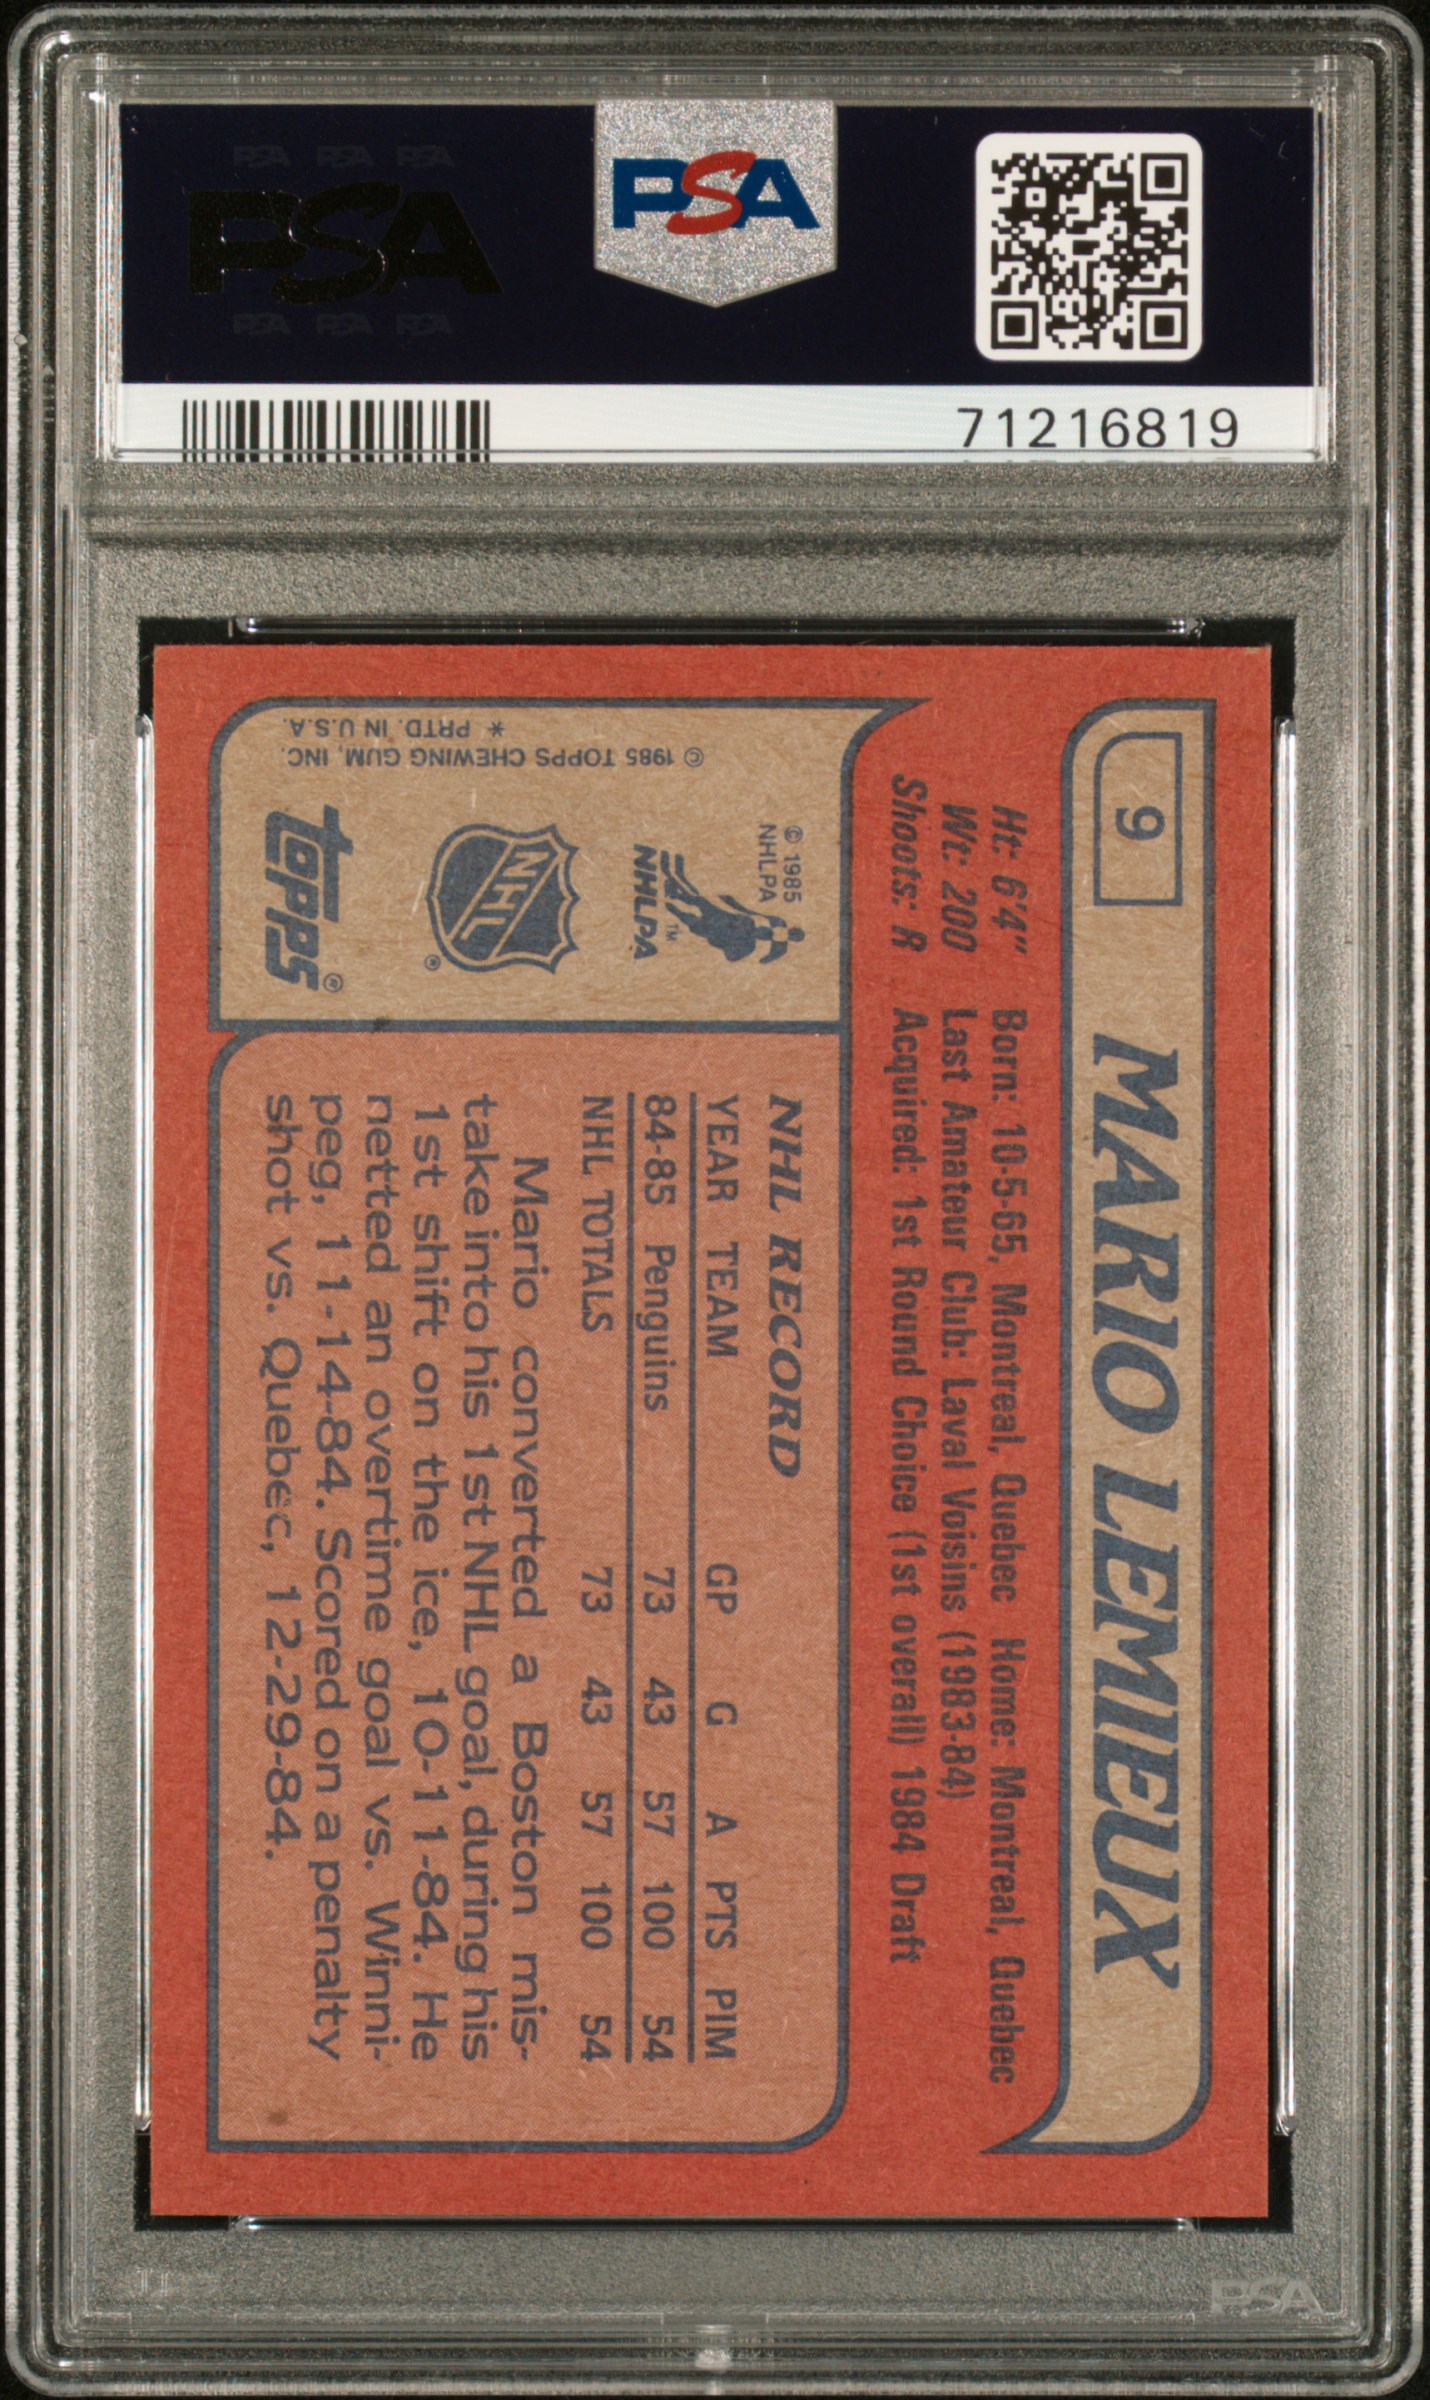 PSA PSA PSA
PSA
PSA PSA PSA
PSA
71216819
9
MARIO LEMIEUX
Ht: 6'4" Born: 10-5-65, Montreal, Quebec Home: Montreal, Quebec
Wt: 200 Last Amateur Club: Laval Voisins (1983-84)
Shoots: R Acquired: 1st Round Choice (1st overall) 1984 Draft
© 1985
NHLPA
NHLPA™
NHL®
topps®
© 1985 TOPPS CHEWING GUM, INC.
* PRTD. IN U.S.A.
NHL RECORD
YEAR TEAM GP G A PTS PIM
84-85 Penguins 73 43 57 100 54
NHL TOTALS 73 43 57 100 54
Mario converted a Boston mis-
take into his 1st NHL goal, during his
1st shift on the ice, 10-11-84. He
netted an overtime goal vs. Winni-
peg, 11-14-84. Scored on a penalty
shot vs. Quebec, 12-29-84.
PSA